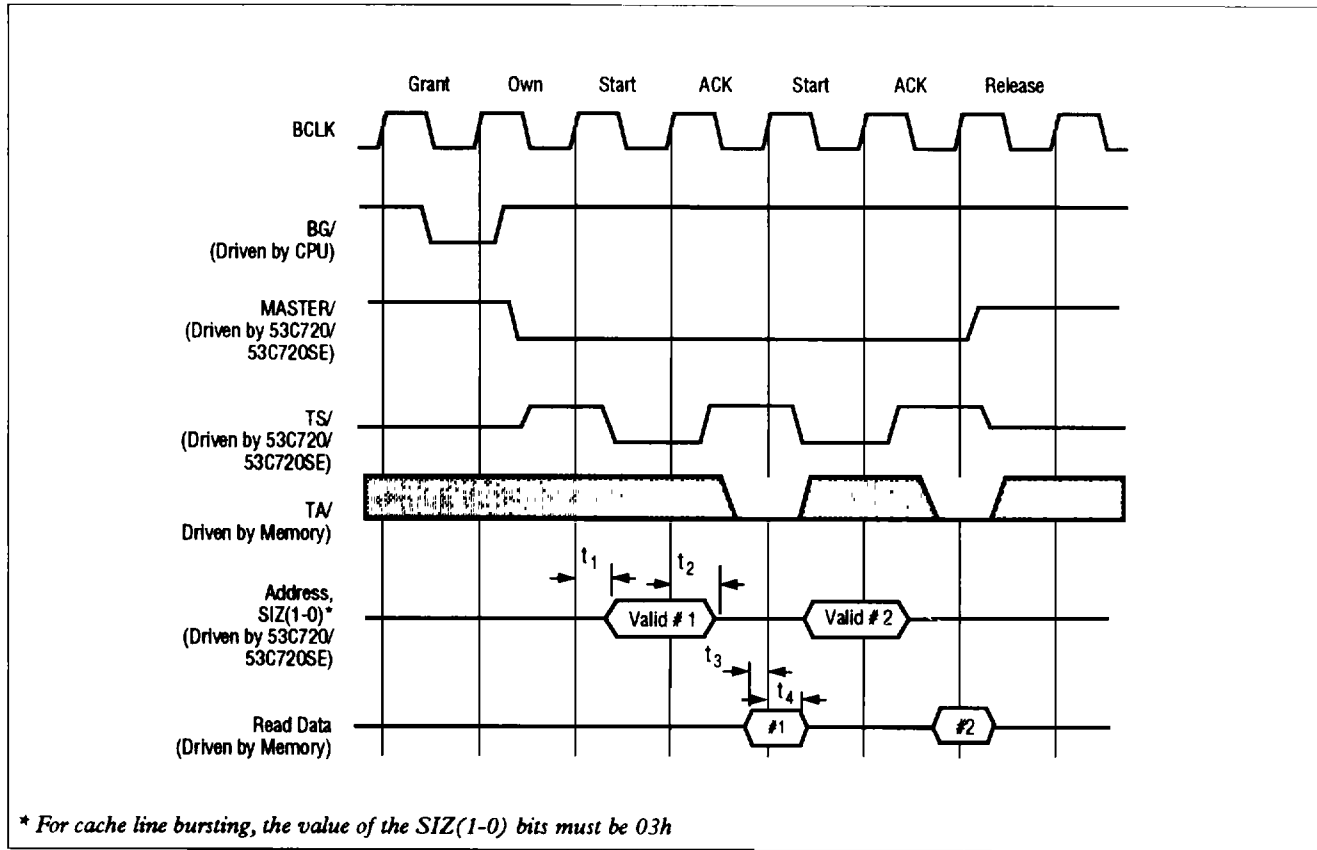 Grant Own Start ACK Start ACK Release
BCLK
BG/
(Driven by CPU)
MASTER/
(Driven by 53C720/
53C720SE)
TS/
(Driven by 53C720/
53C720SE)
TA/
Driven by Memory)
t1 t2
Address,
SIZ(1-0)*
(Driven by 53C720/
53C720SE)
Valid # 1 Valid # 2
t3
t4
Read Data
(Driven by Memory)
#1 #2
* For cache line bursting, the value of the SIZ(1-0) bits must be 03h